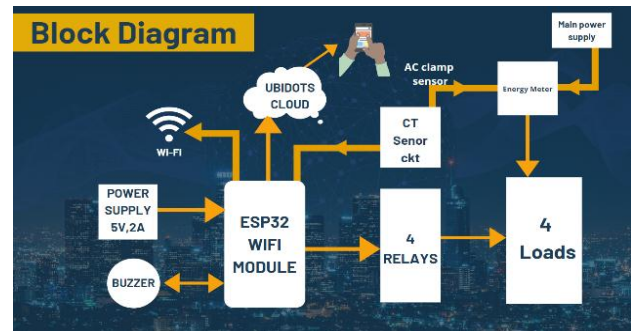 Block Diagram
Main power
supply
AC clamp
sensor
Energy Meter
UBIDOTS
CLOUD
WI-FI
CT
Senor
ckt
POWER
SUPPLY
5V,2A
ESP32
WIFI
MODULE
4
RELAYS
4
Loads
BUZZER